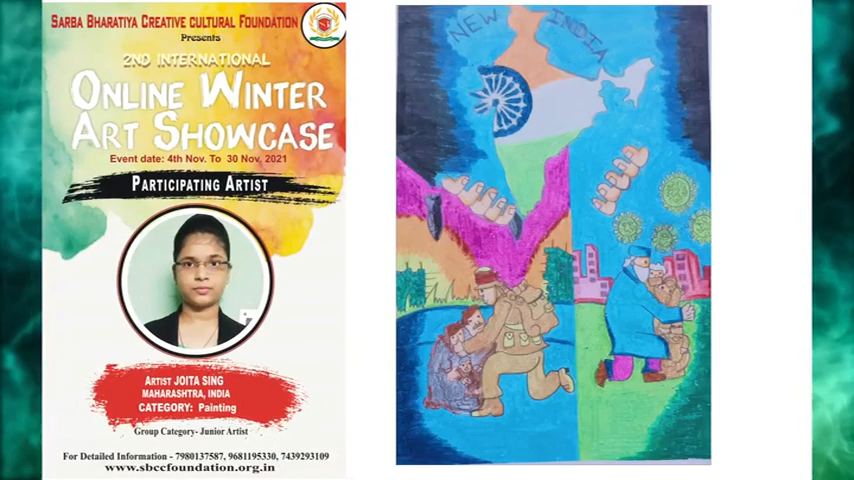 SARBA BHARATIYA CREATIVE CULTURAL FOUNDATION
Presents
2ND INTERNATIONAL
ONLINE WINTER
ART SHOWCASE
Event date: 4th Nov. To 30 Nov. 2021
PARTICIPATING ARTIST
ARTIST JOITA SING
MAHARASHTRA, INDIA
CATEGORY: Painting
Group Category- Junior Artist
For Detailed Information - 7980137587, 9681195330, 7439293109
www.sbccfoundation.org.in
NEW INDIA